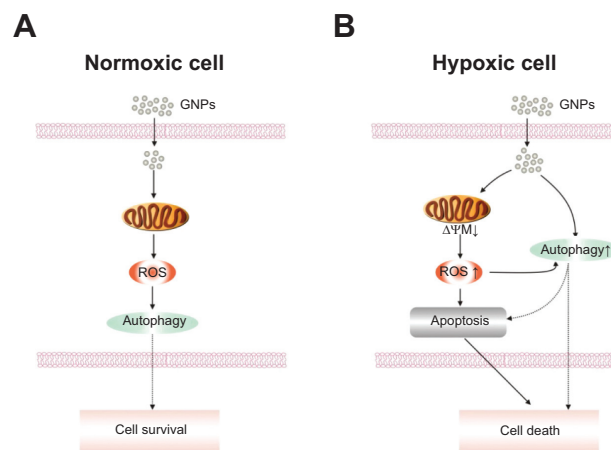 A
Normoxic cell
GNPs
ROS
Autophagy
Cell survival
B
Hypoxic cell
GNPs
ΔΨM↓
Autophagy↑
ROS ↑
Apoptosis
Cell death